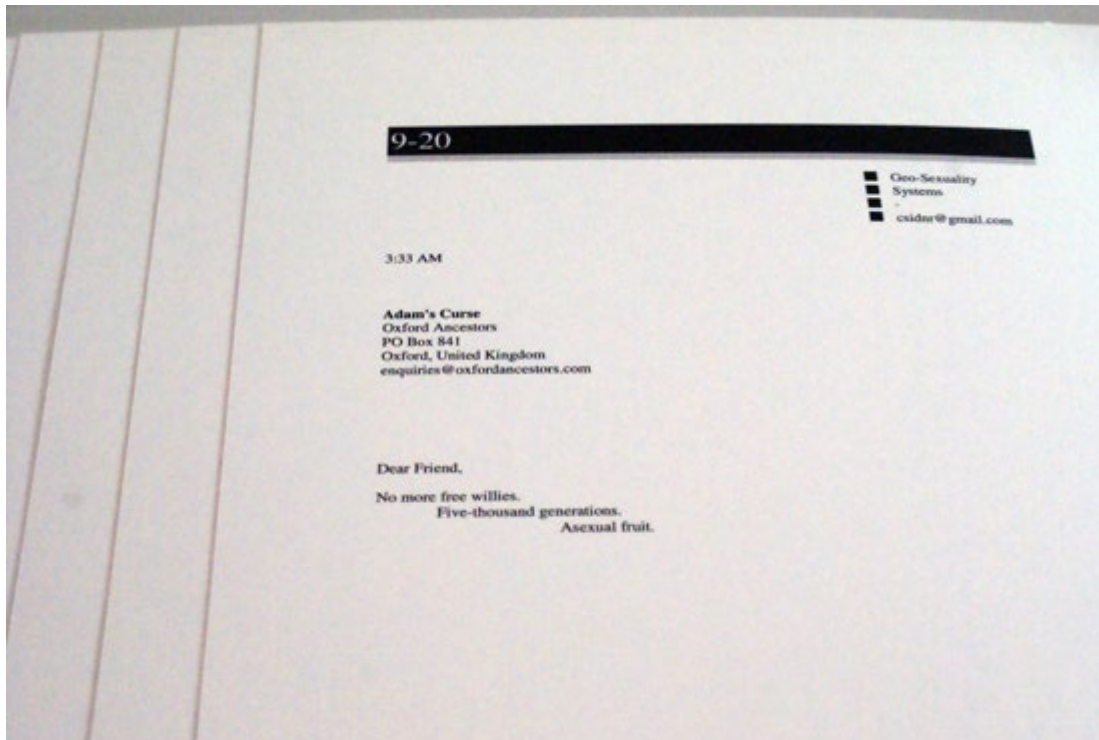 9-20
Geo-Sexuality
Systems
-
csidnr@gmail.com
3:33 AM
Adam's Curse
Oxford Ancestors
PO Box 841
Oxford, United Kingdom
enquiries@oxfordancestors.com
Dear Friend,
No more free willies.
Five-thousand generations.
Asexual fruit.